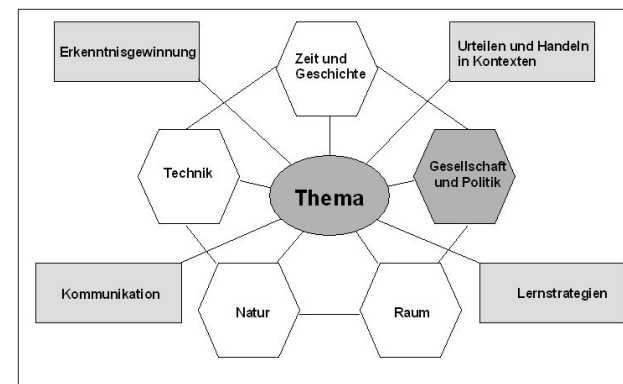 Erkenntnisgewinnung
Zeit und
Geschichte
Urteilen und Handeln
in Kontexten
Technik
Thema
Gesellschaft
und Politik
Kommunikation
Natur
Raum
Lernstrategien